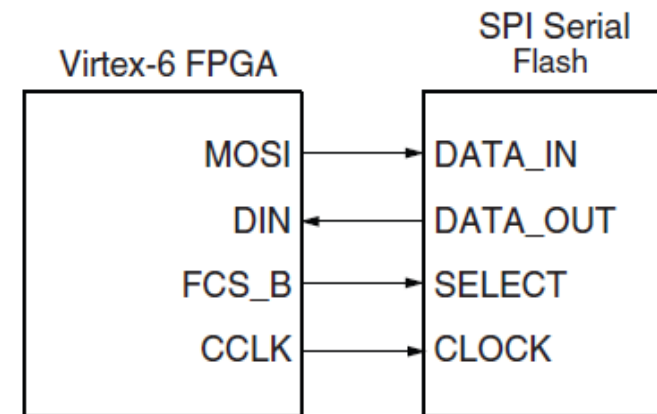 Virtex-6 FPGA
SPI Serial
Flash
MOSI
DATA_IN
DIN
DATA_OUT
FCS_B
SELECT
CCLK
CLOCK